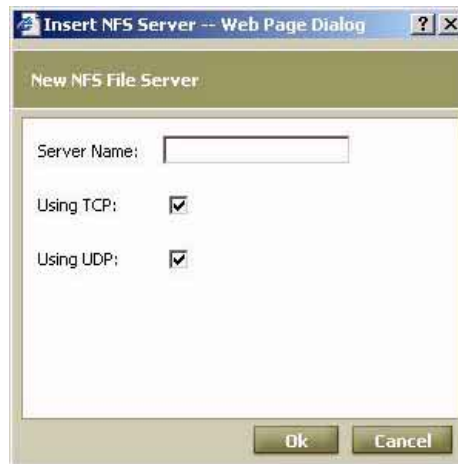 Insert NFS Server -- Web Page Dialog ? X
New NFS File Server
Server Name:
Using TCP:
Using UDP:
Ok Cancel